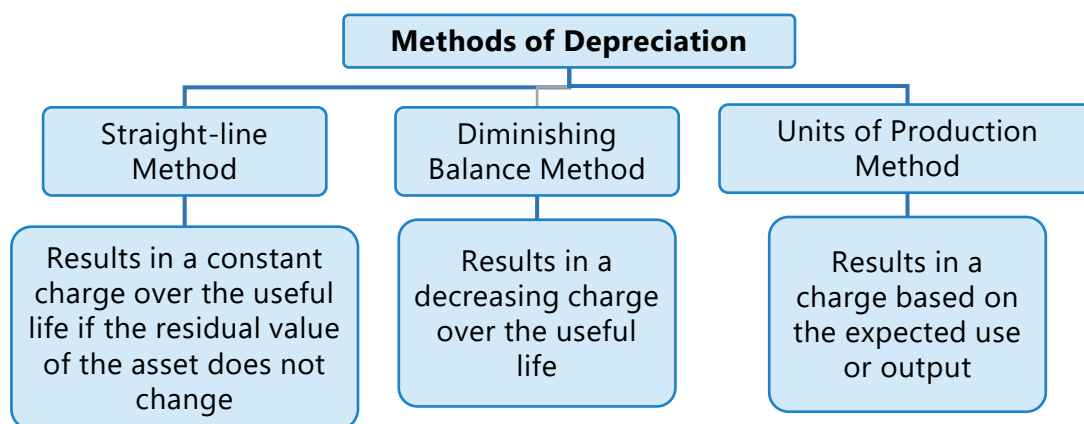 Methods of Depreciation
Straight-line
Method
Diminishing
Balance Method
Units of Production
Method
Results in a constant
charge over the useful
life if the residual value
of the asset does not
change
Results in a
decreasing charge
over the useful
life
Results in a
charge based on
the expected use
or output